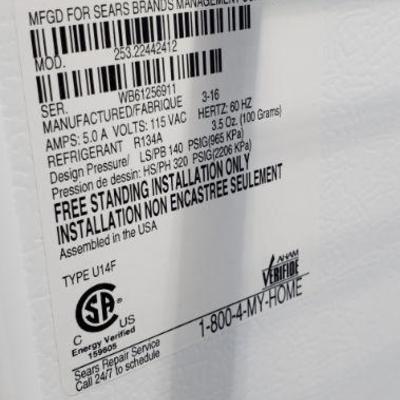 MFGD FOR SEARS BRANDS MANAGEMENT
MOD. 253.22442412
SER. WB61256911
MANUFACTURED/FABRIQUE 3-16
AMPS: 5.0 A VOLTS: 115 VAC HERTZ: 60 HZ
REFRIGERANT R134A 3.5 Oz. (100 Grams)
Design Pressure/ LS/PB 140 PSIG(965 KPA)
Pression de dessin: HS/PH 320 PSIG(2206 KPA)
FREE STANDING INSTALLATION ONLY
INSTALLATION NON ENCASTREE SEULEMENT
Assembled in the USA
TYPE U14F
AHAM
VERIFIDE
CSA
C US
Energy Verified
159605
1-800-4-MY-HOME
Sears Repair Service
Call 24/7 to schedule